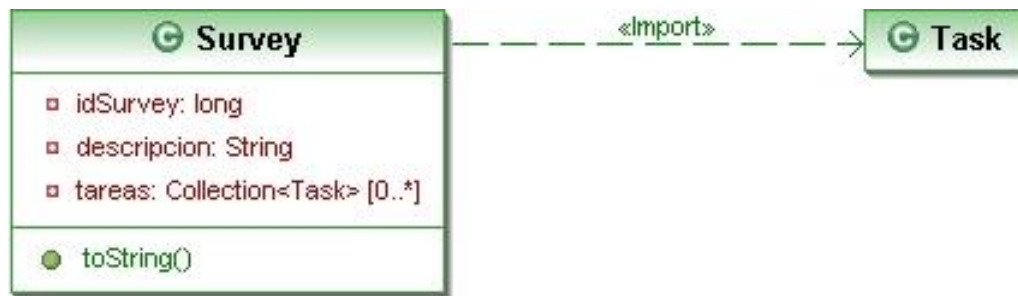 Survey
idSurvey: long
descripcion: String
tareas: Collection<Task> [0..*]
toString()
«Import»
Task